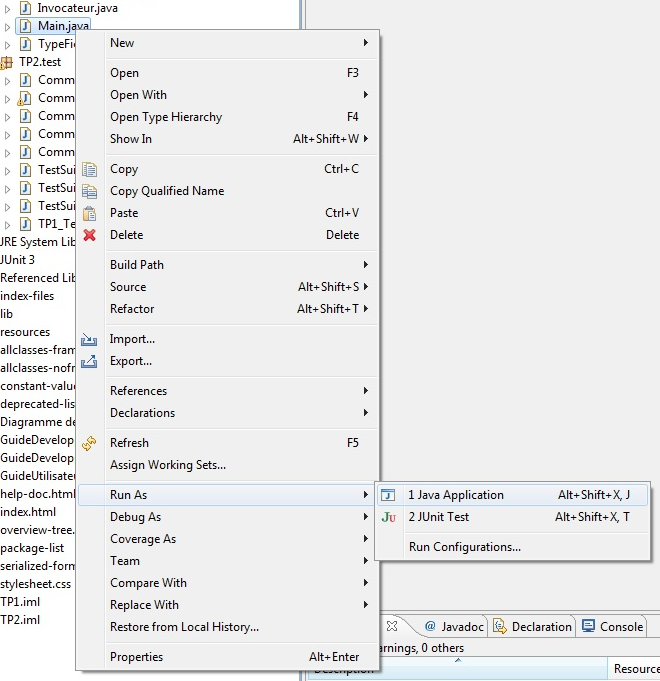 Invocateur.java
Main.java
TypeFi
TP2.test
Comm
Comm
Comm
Comm
Comm
TestSui
TestSui
TestSui
TP1_Te
JRE System Lib
JUnit 3
Referenced Lib
index-files
lib
resources
allclasses-fram
allclasses-nofr
constant-valu
deprecated-lis
Diagramme de
GuideDevelop
GuideDevelop
GuideUtilisate
help-doc.html
index.html
overview-tree.
package-list
serialized-form
stylesheet.css
TP1.iml
TP2.iml
New
Open F3
Open With
Open Type Hierarchy F4
Show In Alt+Shift+W
Copy Ctrl+C
Copy Qualified Name
Paste Ctrl+V
Delete Delete
Build Path
Source Alt+Shift+S
Refactor Alt+Shift+T
Import...
Export...
References
Declarations
Refresh F5
Assign Working Sets...
Run As
Debug As
Coverage As
Team
Compare With
Replace With
Restore from Local History...
Properties Alt+Enter
1 Java Application Alt+Shift+X, J
2 JUnit Test Alt+Shift+X, T
Run Configurations...
@ Javadoc Declaration Console
arnings, 0 others
Description Resource